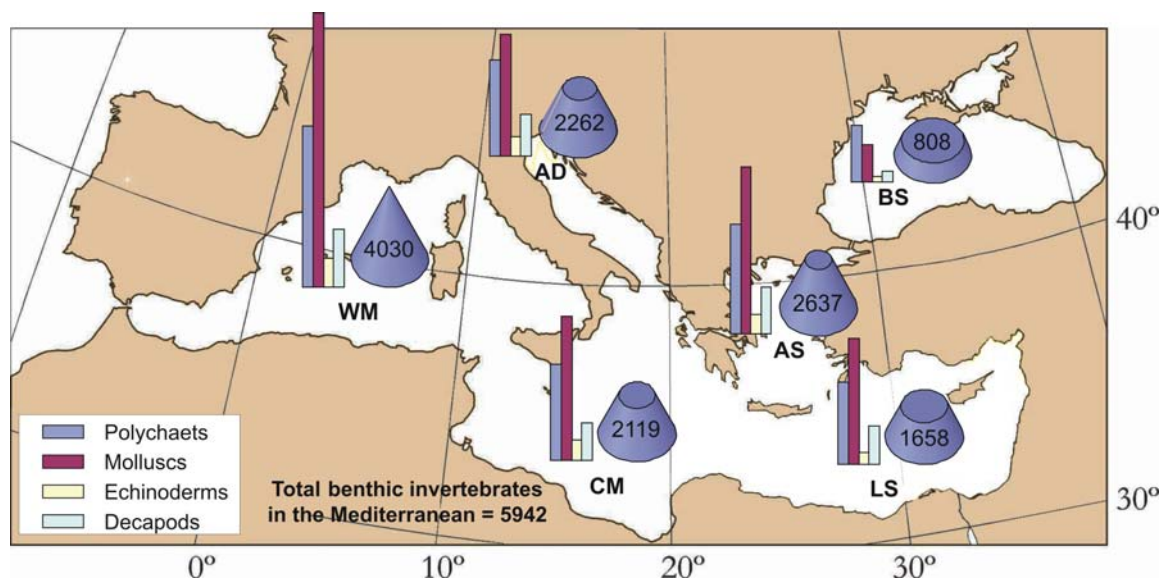 2262
AD
808
BS
40º
4030
WM
2637
AS
2119
CM
1658
LS
30º
Polychaets
Molluscs
Echinoderms
Decapods
Total benthic invertebrates
in the Mediterranean = 5942
0º
10º
20º
30º